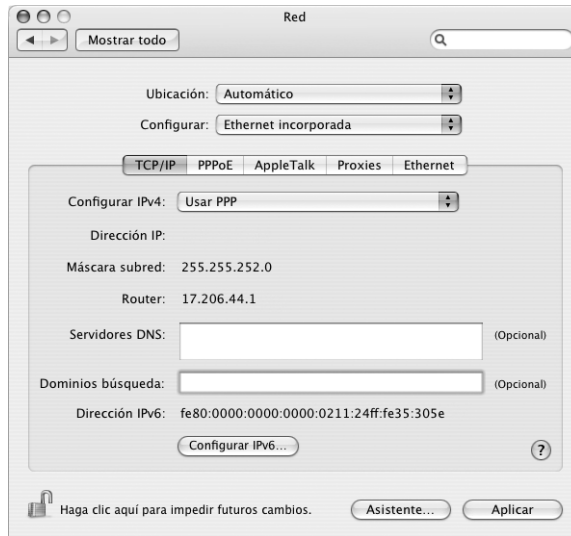 Red
Mostrar todo
Ubicación: Automático
Configurar: Ethernet incorporada
TCP/IP PPPoE AppleTalk Proxies Ethernet
Configurar IPv4: Usar PPP
Dirección IP:
Máscara subred: 255.255.252.0
Router: 17.206.44.1
Servidores DNS: (Opcional)
Dominios búsqueda: (Opcional)
Dirección IPv6: fe80:0000:0000:0000:0211:24ff:fe35:305e
Configurar IPv6... ?
Haga clic aquí para impedir futuros cambios. Asistente... Aplicar